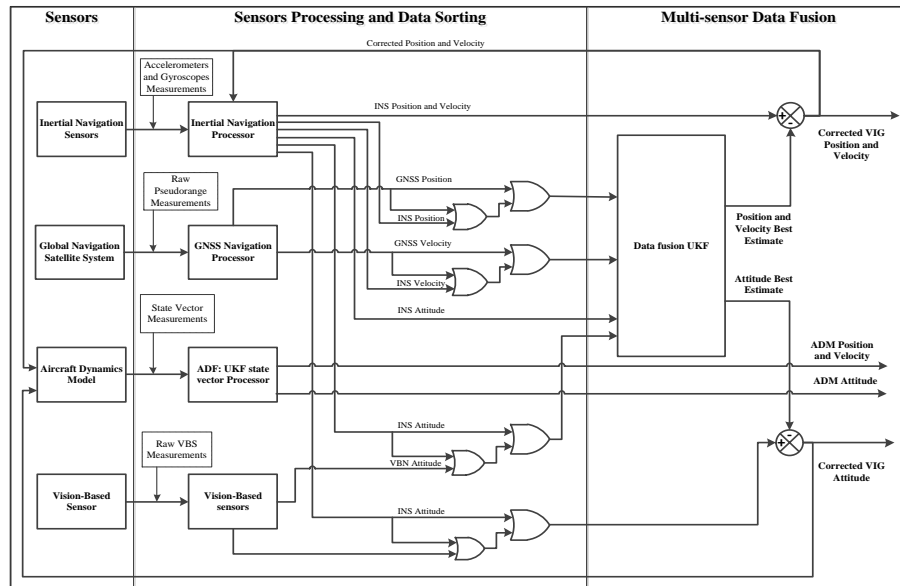 Sensors
Sensors Processing and Data Sorting
Multi-sensor Data Fusion
Corrected Position and Velocity
Accelerometers
and Gyroscopes
Measurements
Inertial Navigation
Sensors
Inertial Navigation
Processor
INS Position and Velocity
+
-
Corrected VIG
Position and
Velocity
Raw
Pseudorange
Measurements
GNSS Position
INS Position
Global Navigation
Satellite System
GNSS Navigation
Processor
GNSS Velocity
INS Velocity
INS Attitude
Data fusion UKF
Position and
Velocity Best
Estimate
Attitude Best
Estimate
State Vector
Measurements
Aircraft Dynamics
Model
ADF: UKF state
vector Processor
ADM Position
and Velocity
ADM Attitude
Raw VBS
Measurements
INS Attitude
VBN Attitude
-
+
Corrected VIG
Attitude
Vision-Based
Sensor
Vision-Based
sensors
INS Attitude